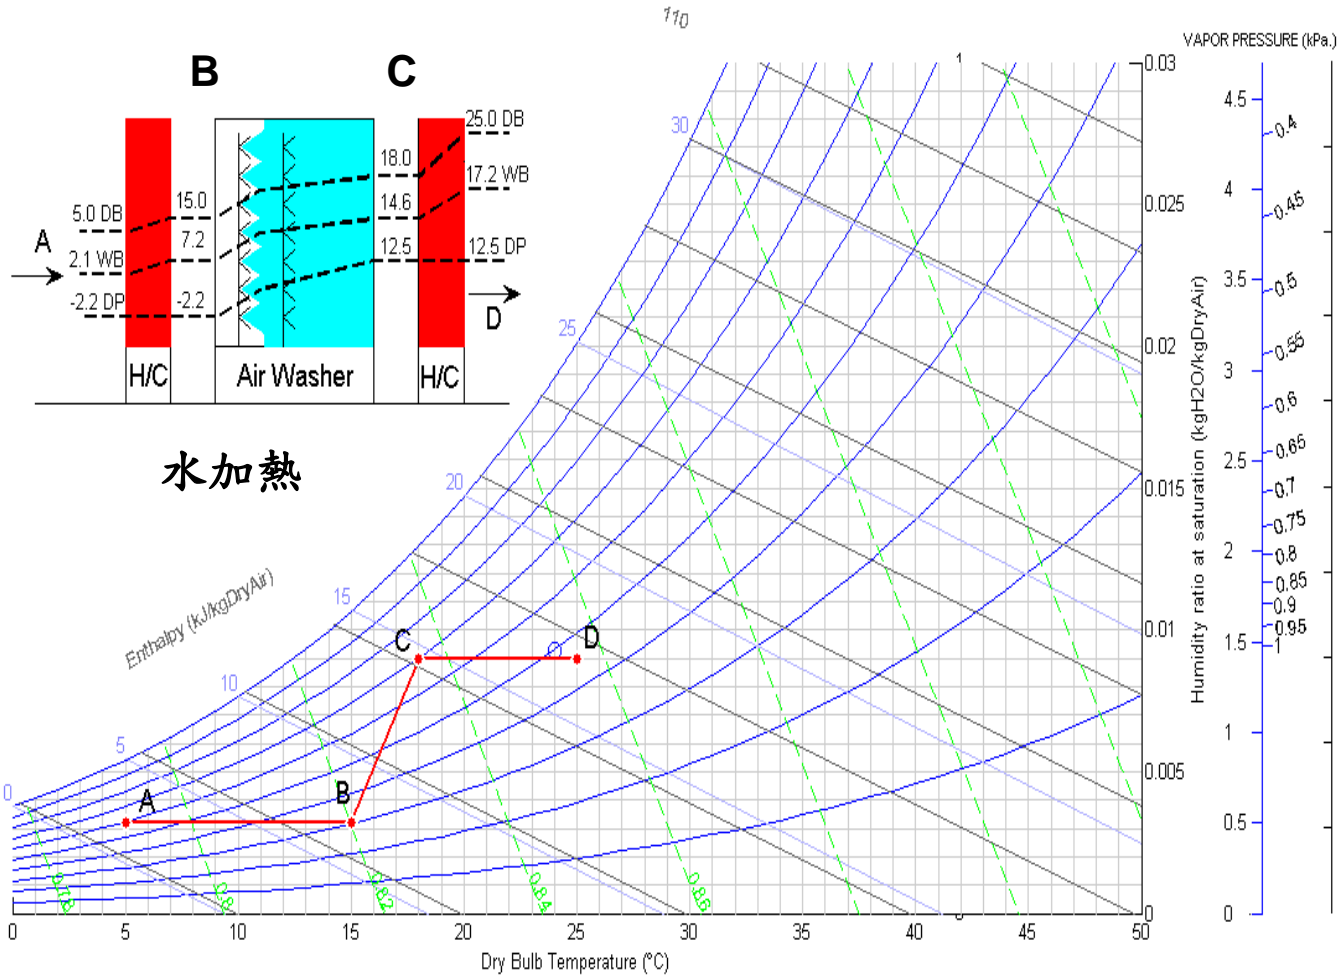 110
VAPOR PRESSURE (kPa.)
B
C
A
5.0 DB
2.1 WB
-2.2 DP
15.0
7.2
-2.2
18.0
14.6
12.5
25.0 DB
17.2 WB
12.5 DP
D
H/C
Air Washer
H/C
水加熱
Enthalpy (kJ/kgDryAir)
0
5
10
15
20
25
30
1
A
B
C
D
0.78
0.8
0.82
0.84
0.86
0.03
0.025
0.02
0.015
0.01
0.005
0
Humidity ratio at saturation (kgH2O/kgDryAir)
4.5
4
3.5
3
2.5
2
1.5
1
0.5
0
0.4
0.45
0.5
0.55
0.6
0.65
0.7
0.75
0.8
0.85
0.9
0.95
1
0 5 10 15 20 25 30 35 40 45 50
Dry Bulb Temperature (°C)